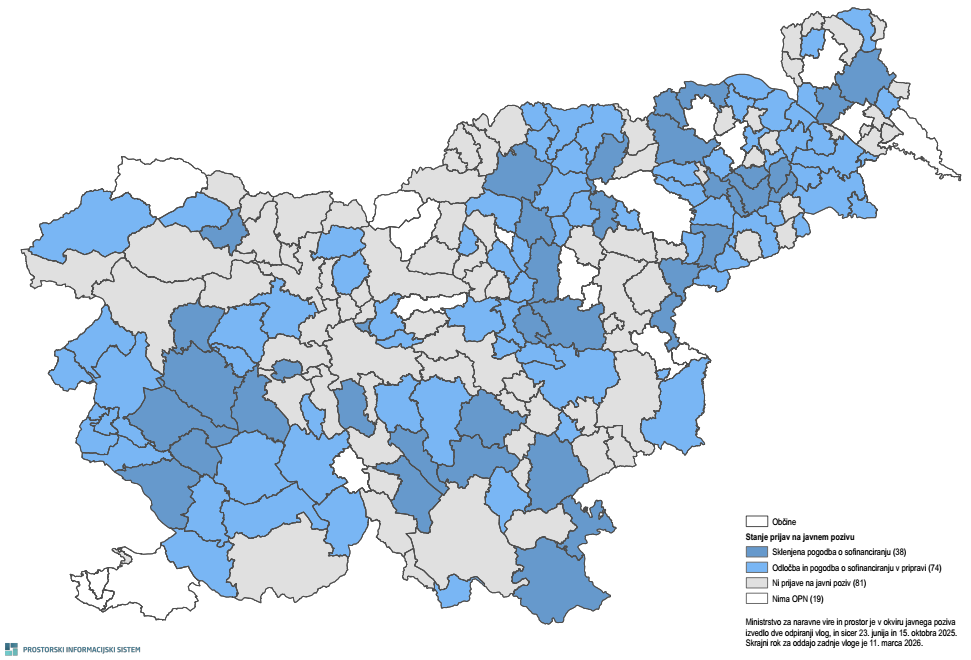 Občine
Stanje prijav na javnem pozivu
Sklenjena pogodba o sofinanciranju (38)
Odločba in pogodba o sofinanciranju v pripravi (74)
Ni prijave na javni poziv (81)
Nima OPN (19)
Ministrstvo za naravne vire in prostor je v okviru javnega poziva
izvedlo dve odpiranji vlog, in sicer 23. junija in 15. oktobra 2025.
Skrajni rok za oddajo zadnje vloge je 11. marca 2026.
PROSTORSKI INFORMACIJSKI SISTEM